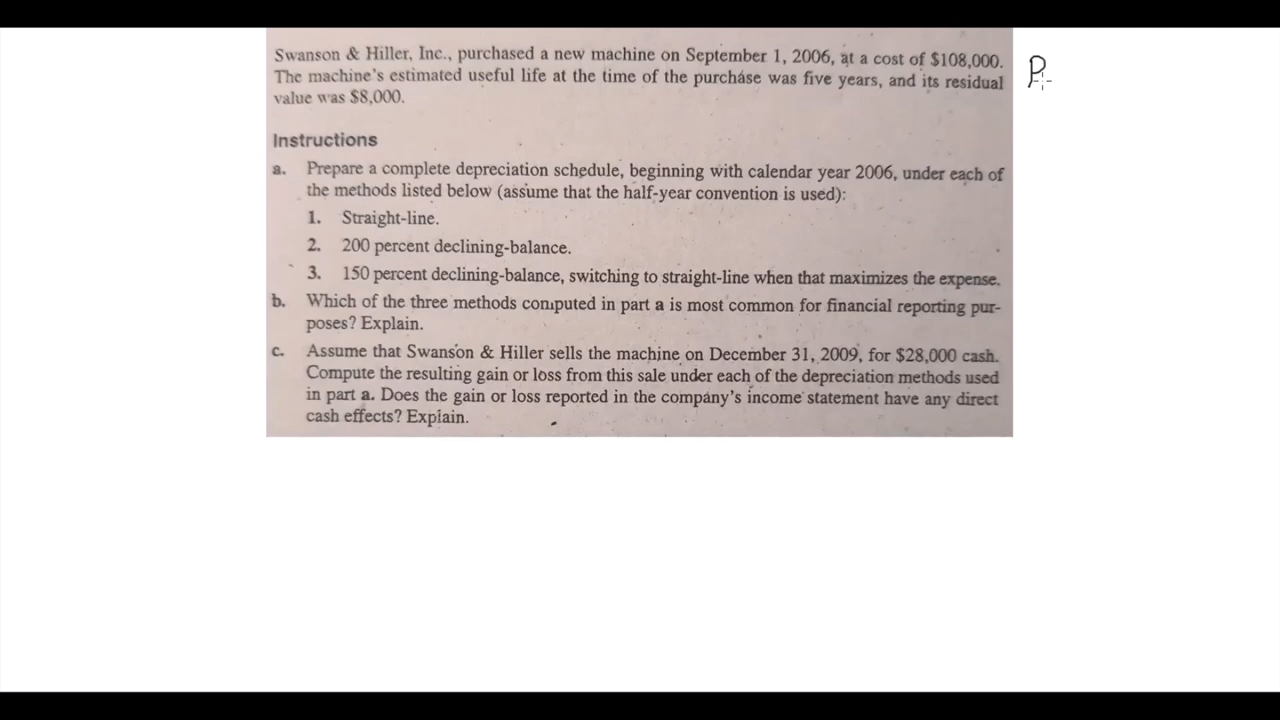 Swanson & Hiller, Inc., purchased a new machine on September 1, 2006, at a cost of $108,000.
The machine's estimated useful life at the time of the purchase was five years, and its residual
value was $8,000.
Instructions
a. Prepare a complete depreciation schedule, beginning with calendar year 2006, under each of
the methods listed below (assume that the half-year convention is used):
1. Straight-line.
2. 200 percent declining-balance.
3. 150 percent declining-balance, switching to straight-line when that maximizes the expense.
b. Which of the three methods computed in part a is most common for financial reporting pur-
poses? Explain.
c. Assume that Swanson & Hiller sells the machine on December 31, 2009, for $28,000 cash.
Compute the resulting gain or loss from this sale under each of the depreciation methods used
in part a. Does the gain or loss reported in the company's income statement have any direct
cash effects? Explain.
P